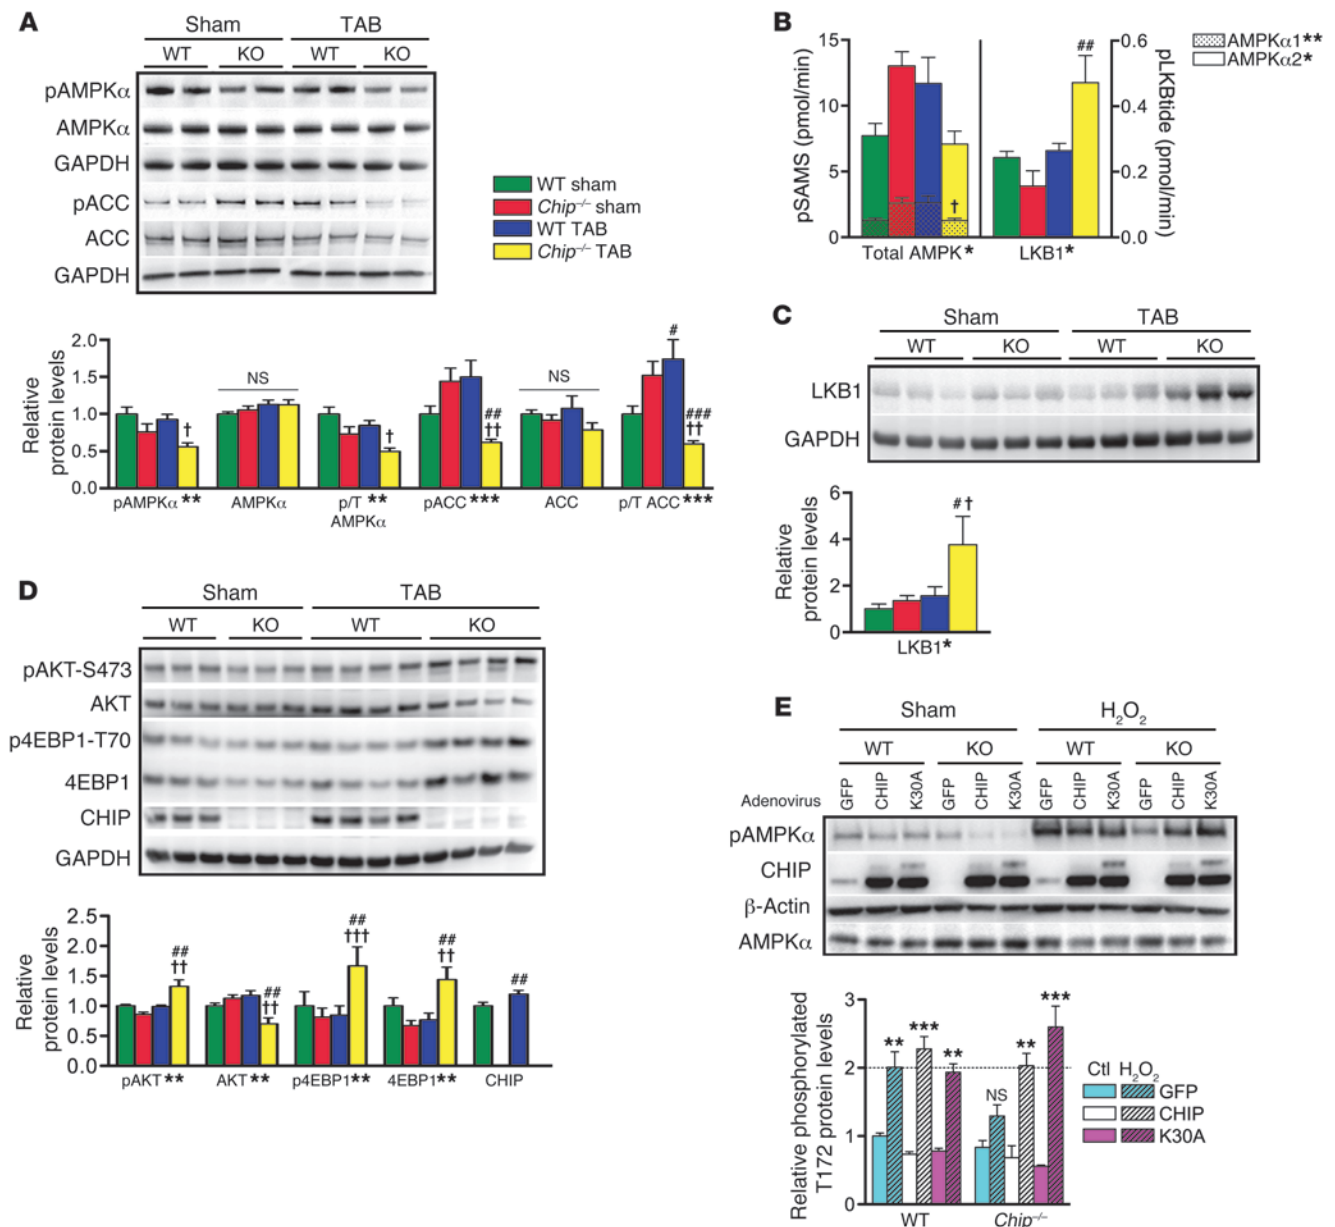 A
Sham TAB
WT KO WT KO
pAMPKα
AMPKα
GAPDH
pACC
ACC
GAPDH
WT sham
Chip–/– sham
WT TAB
Chip–/– TAB
Relative protein levels
2.0
1.5
1.0
0.5
0.0
NS
†
†
##
††
NS
#
###
††
pAMPKα **
AMPKα
p/T ** AMPKα
pACC ***
ACC
p/T ACC ***
B
pSAMS (pmol/min)
15
10
5
0
†
##
0.6
0.4
0.2
0.0
pLKBtide (pmol/min)
Total AMPK*
LKB1*
AMPKα1**
AMPKα2*
C
Sham TAB
WT KO WT KO
LKB1
GAPDH
Relative protein levels
6
4
2
0
#†
LKB1*
D
Sham TAB
WT KO WT KO
pAKT-S473
AKT
p4EBP1-T70
4EBP1
CHIP
GAPDH
Relative protein levels
2.5
2.0
1.5
1.0
0.5
0.0
##
††
##
††
##
†††
##
††
##
pAKT **
AKT **
p4EBP1**
4EBP1**
CHIP
E
Sham H2O2
WT KO WT KO
Adenovirus GFP CHIP K30A GFP CHIP K30A GFP CHIP K30A GFP CHIP K30A
pAMPKα
CHIP
β-Actin
AMPKα
Relative phosphorylated T172 protein levels
3
2
1
0
**
***
**
NS
**
***
WT
Chip–/–
Ctl H2O2
GFP
CHIP
K30A